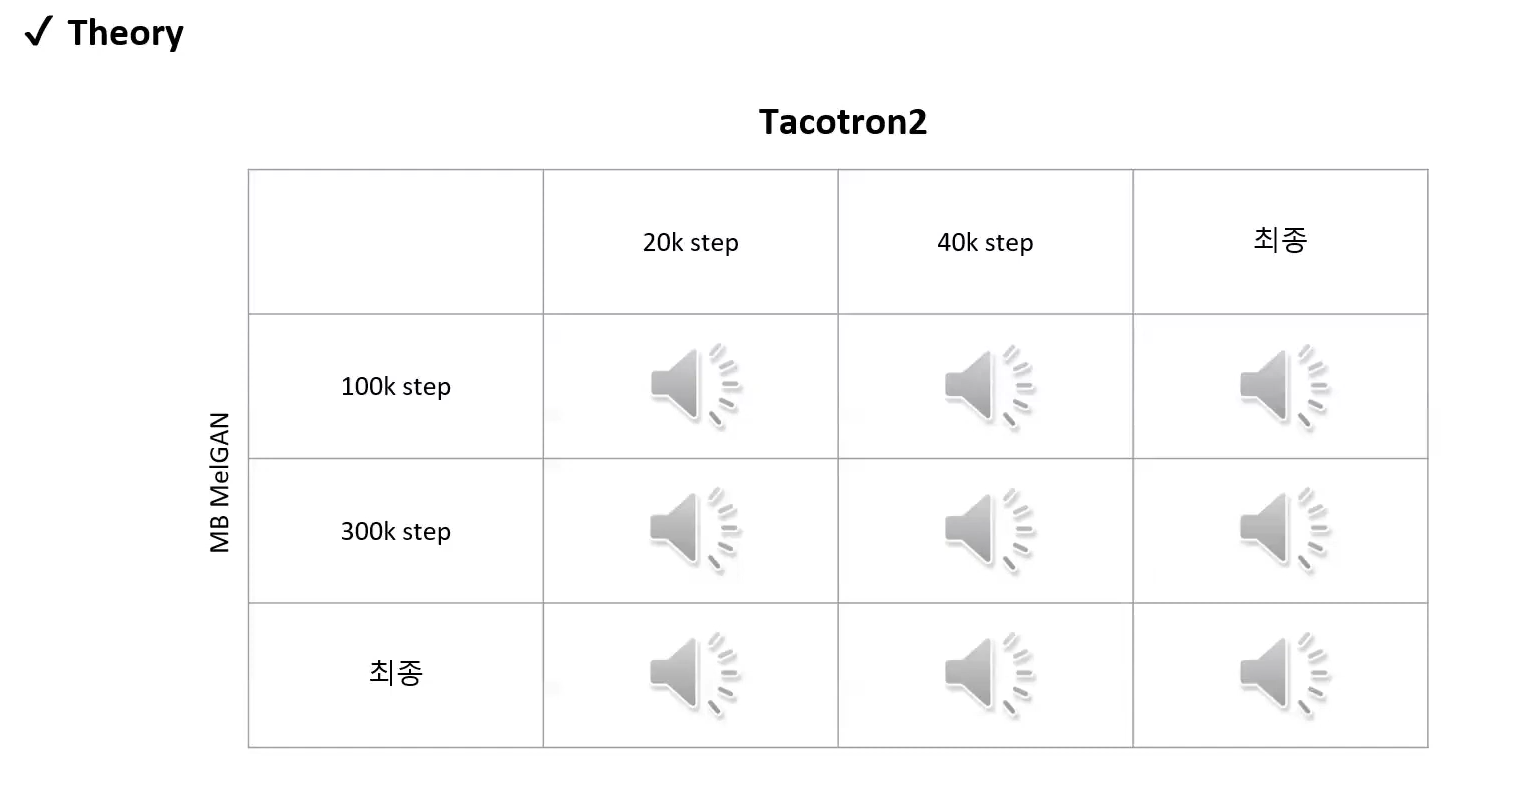 ✓ Theory
Tacotron2
20k step
40k step
최종
MB MelGAN
100k step
300k step
최종